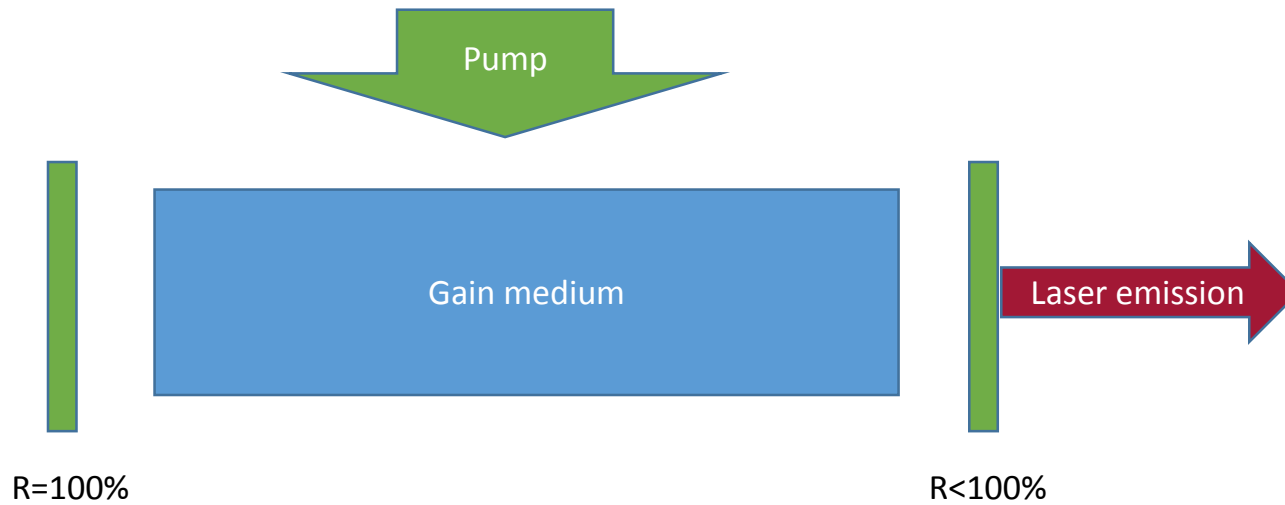 Pump
Gain medium
Laser emission
R=100%
R<100%